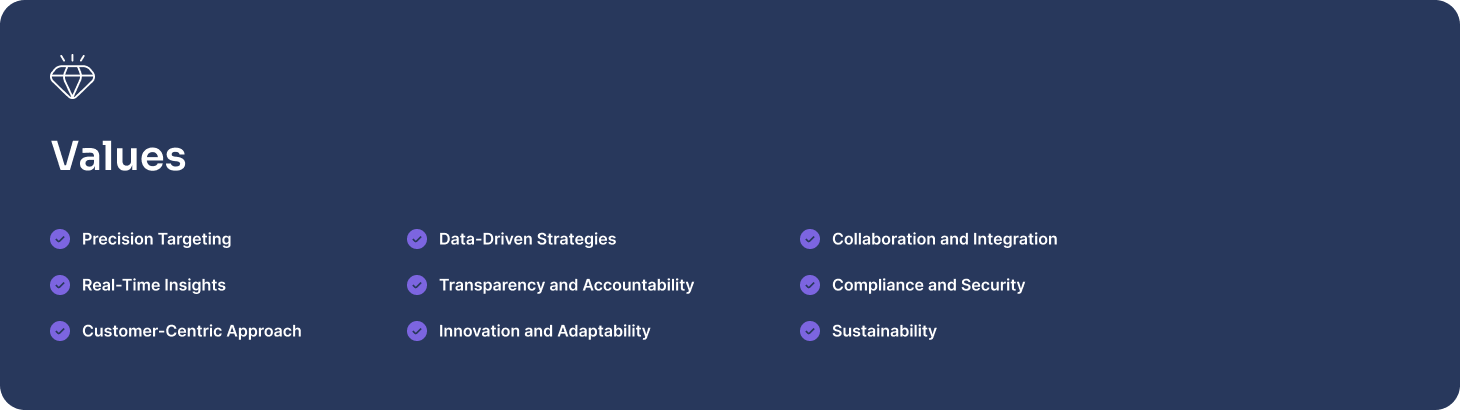 Values
Precision Targeting
Real-Time Insights
Customer-Centric Approach
Data-Driven Strategies
Transparency and Accountability
Innovation and Adaptability
Collaboration and Integration
Compliance and Security
Sustainability